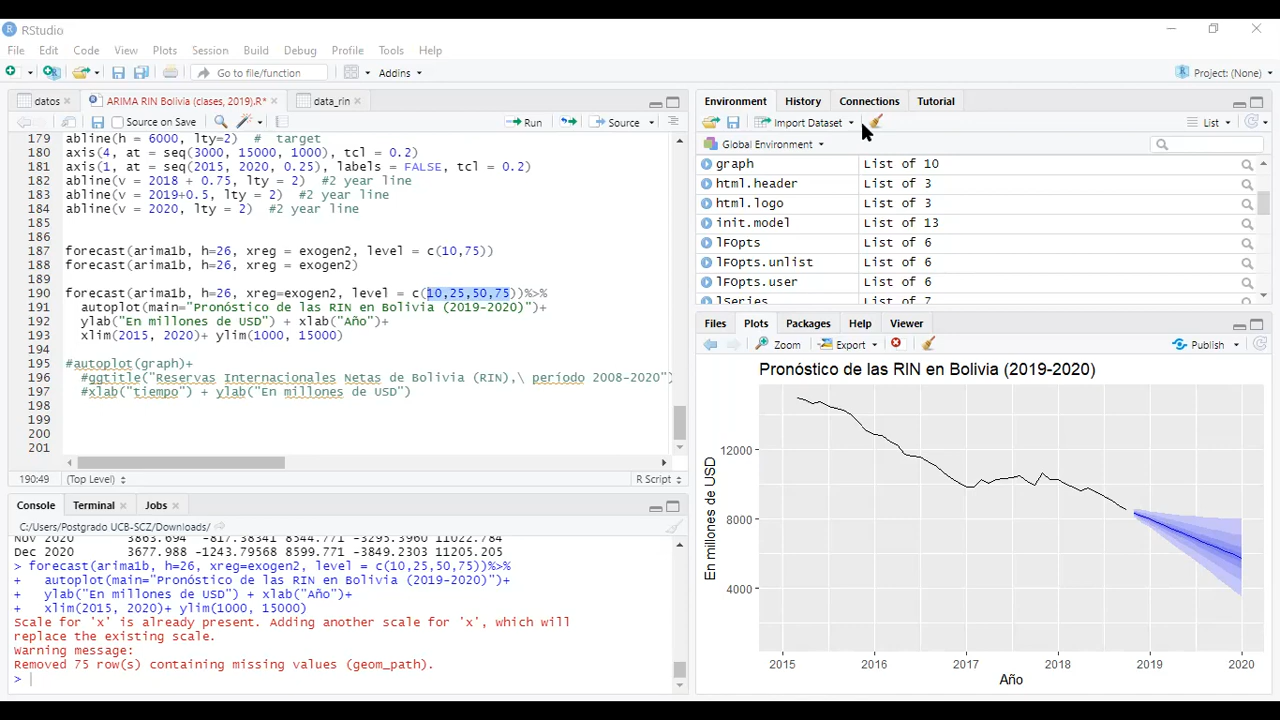 RStudio
File Edit Code View Plots Session Build Debug Profile Tools Help
Go to file/function
Addins
Project: (None)
datos
ARIMA RIN Bolivia (clases, 2019).R*
data_rin
Source on Save
Run
Source
179 abline(h = 6000, lty=2) # target
180 axis(4, at = seq(3000, 15000, 1000), tcl = 0.2)
181 axis(1, at = seq(2015, 2020, 0.25), labels = FALSE, tcl = 0.2)
182 abline(v = 2018 + 0.75, lty = 2) #2 year line
183 abline(v = 2019+0.5, lty = 2) #2 year line
184 abline(v = 2020, lty = 2) #2 year line
185
186
187 forecast(arima1b, h=26, xreg = exogen2, level = c(10,75))
188 forecast(arima1b, h=26, xreg = exogen2)
189
190 forecast(arima1b, h=26, xreg=exogen2, level = c(10,25,50,75))%>%
191 autoplot(main="Pronóstico de las RIN en Bolivia (2019-2020)")+
192 ylab("En millones de USD") + xlab("Año")+
193 xlim(2015, 2020)+ ylim(1000, 15000)
194
195 #autoplot(graph)+
196 #ggtitle("Reservas Internacionales Netas de Bolivia (RIN),\ periodo 2008-2020")
197 #xlab("tiempo") + ylab("En millones de USD")
198
199
200
201
190:49 (Top Level) R Script
Console Terminal Jobs
C:/Users/Postgrado UCB-SCZ/Downloads/
Nov 2020 3863.694 -817.38341 8544.771 -3295.3960 11022.784
Dec 2020 3677.988 -1243.79568 8599.771 -3849.2303 11205.205
> forecast(arima1b, h=26, xreg=exogen2, level = c(10,25,50,75))%>%
+ autoplot(main="Pronóstico de las RIN en Bolivia (2019-2020)")+
+ ylab("En millones de USD") + xlab("Año")+
+ xlim(2015, 2020)+ ylim(1000, 15000)
Scale for 'x' is already present. Adding another scale for 'x', which will
replace the existing scale.
Warning message:
Removed 75 row(s) containing missing values (geom_path).
>
Environment History Connections Tutorial
Import Dataset
List
Global Environment
graph List of 10
html.header List of 3
html.logo List of 3
init.model List of 13
lFOpts List of 6
lFOpts.unlist List of 6
lFOpts.user List of 6
lSeries List of 7
Files Plots Packages Help Viewer
Zoom Export Publish
Pronóstico de las RIN en Bolivia (2019-2020)
En millones de USD
12000
8000
4000
2015 2016 2017 2018 2019 2020
Año